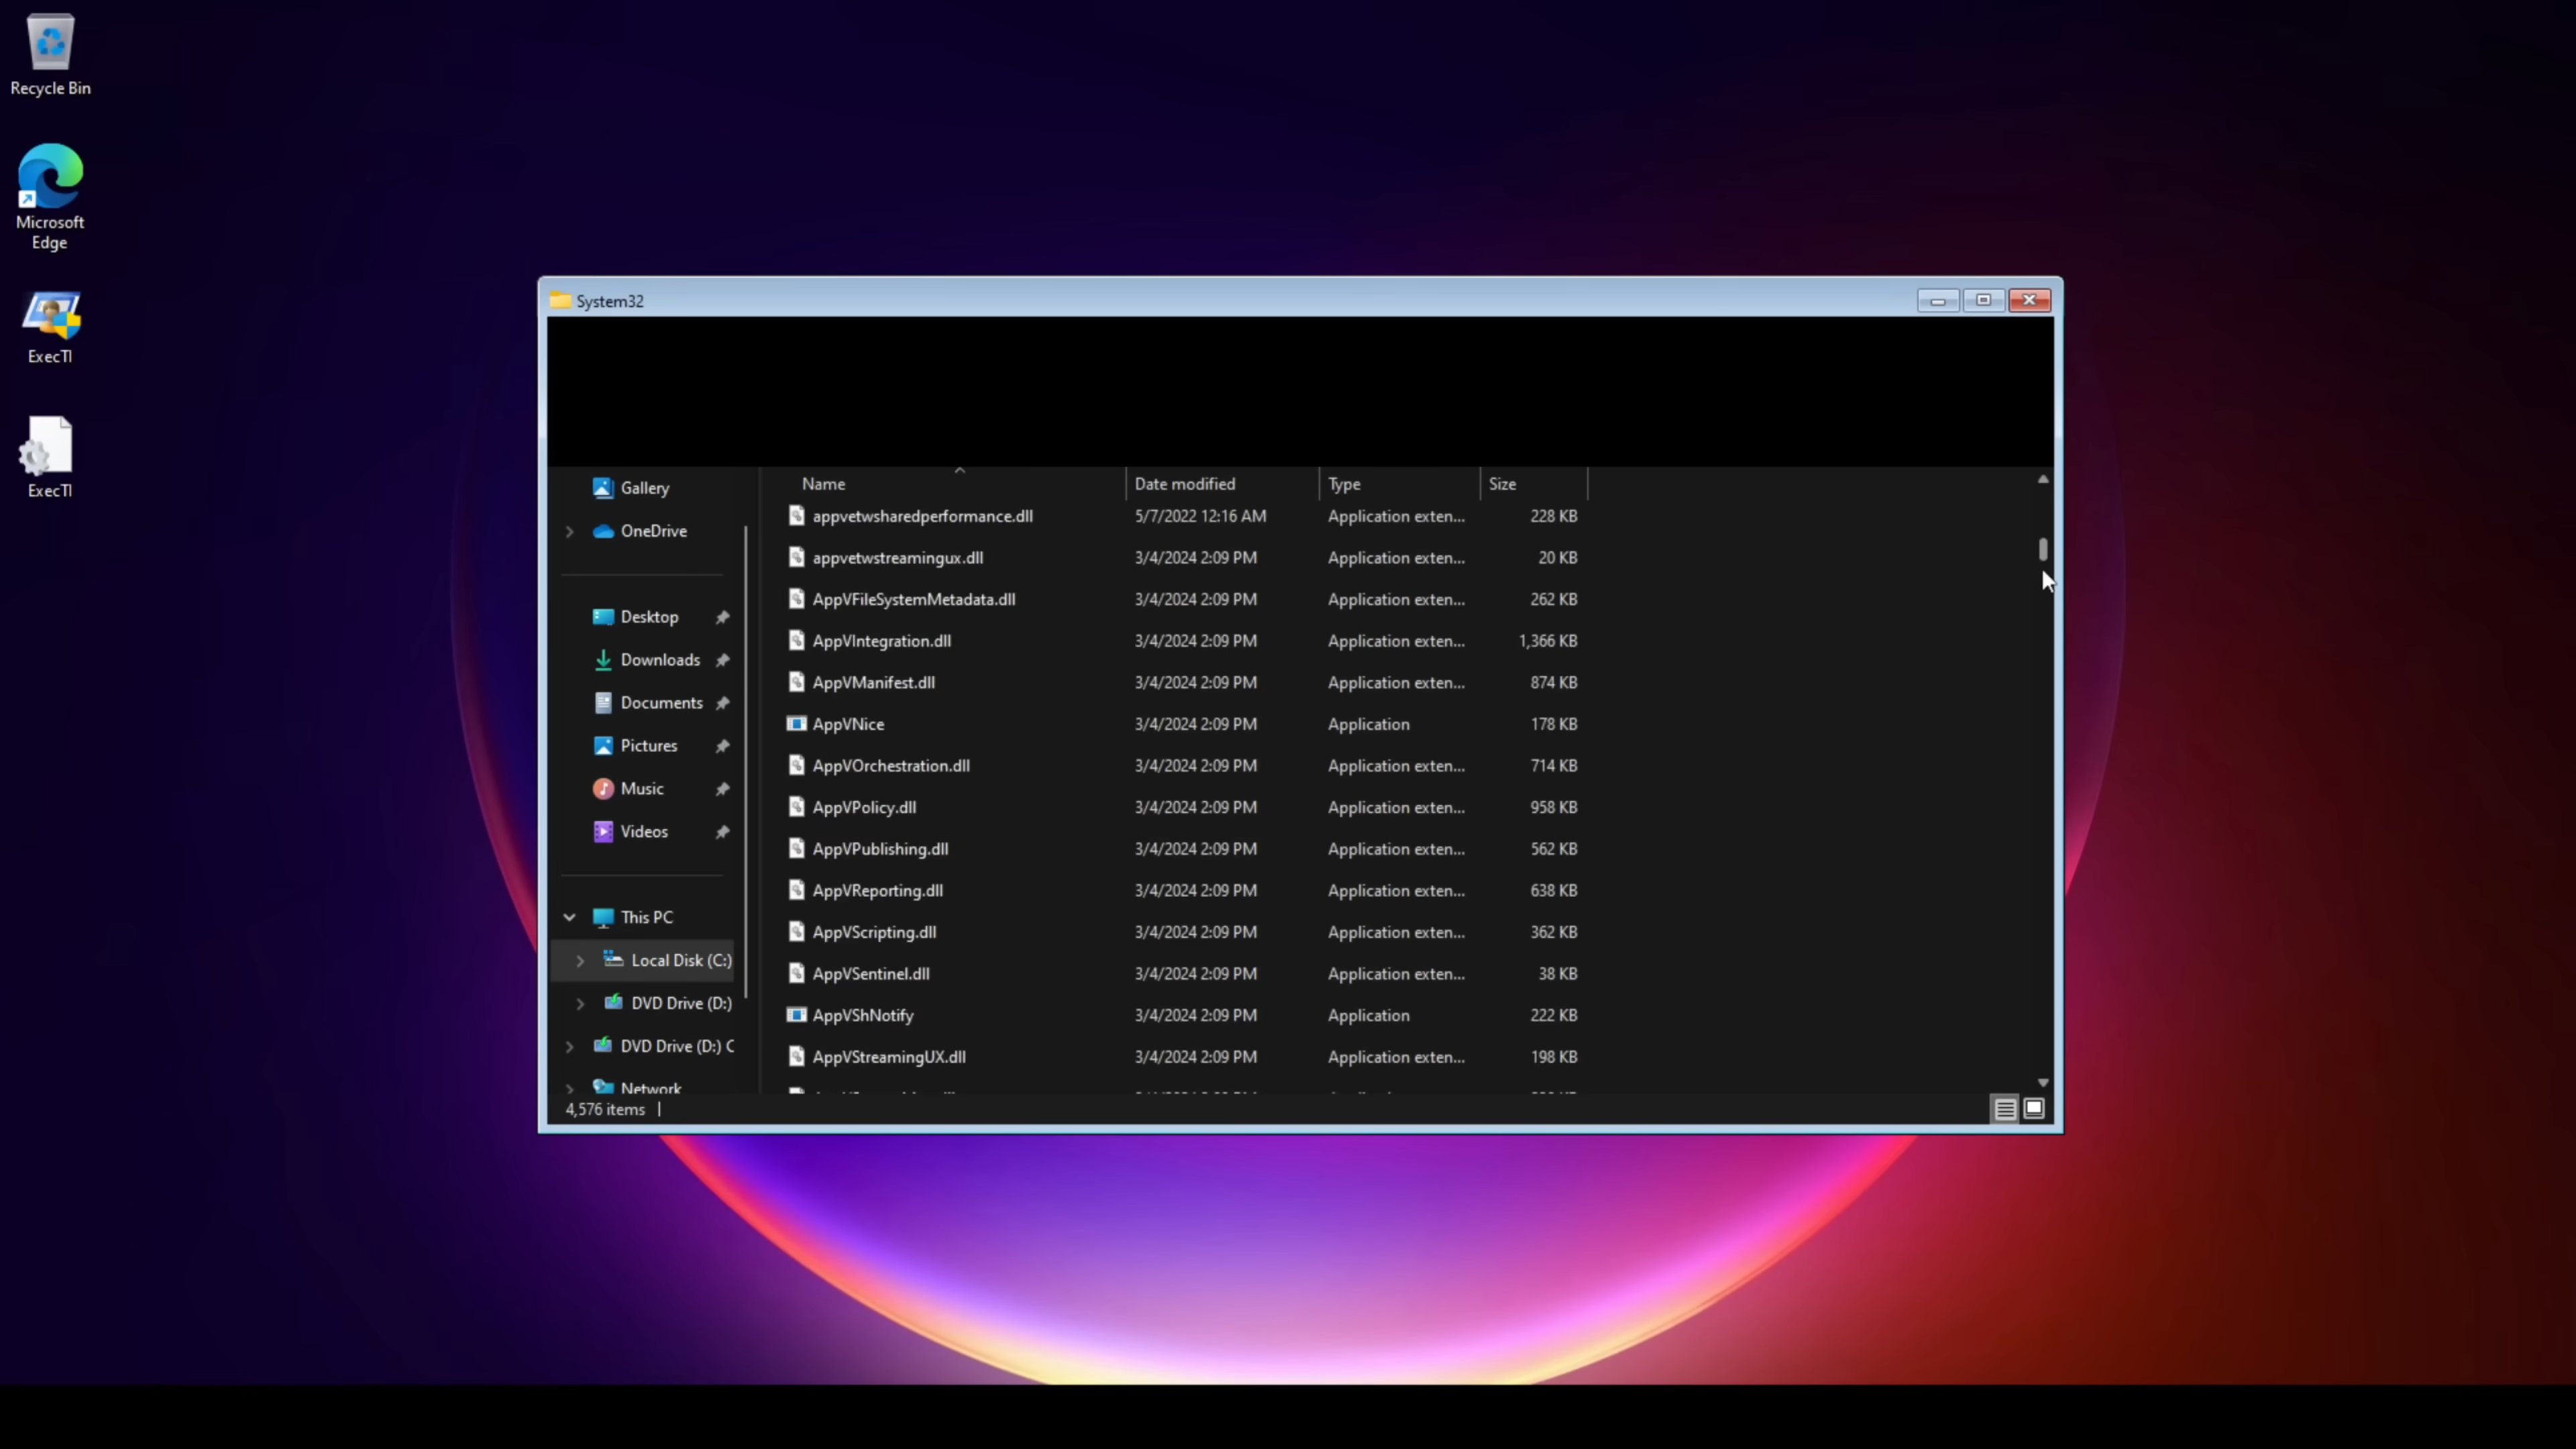 Recycle Bin
Microsoft
Edge
ExecTI
ExecTI
System32
Gallery
OneDrive
Desktop
Downloads
Documents
Pictures
Music
Videos
This PC
Local Disk (C:)
DVD Drive (D:)
DVD Drive (D:) C
Network
Name Date modified Type Size
appvetwsharedperformance.dll 5/7/2022 12:16 AM Application exten... 228 KB
appvetwstreamingux.dll 3/4/2024 2:09 PM Application exten... 20 KB
AppVFileSystemMetadata.dll 3/4/2024 2:09 PM Application exten... 262 KB
AppVIntegration.dll 3/4/2024 2:09 PM Application exten... 1,366 KB
AppVManifest.dll 3/4/2024 2:09 PM Application exten... 874 KB
AppVNice 3/4/2024 2:09 PM Application 178 KB
AppVOrchestration.dll 3/4/2024 2:09 PM Application exten... 714 KB
AppVPolicy.dll 3/4/2024 2:09 PM Application exten... 958 KB
AppVPublishing.dll 3/4/2024 2:09 PM Application exten... 562 KB
AppVReporting.dll 3/4/2024 2:09 PM Application exten... 638 KB
AppVScripting.dll 3/4/2024 2:09 PM Application exten... 362 KB
AppVSentinel.dll 3/4/2024 2:09 PM Application exten... 38 KB
AppVShNotify 3/4/2024 2:09 PM Application 222 KB
AppVStreamingUX.dll 3/4/2024 2:09 PM Application exten... 198 KB
4,576 items